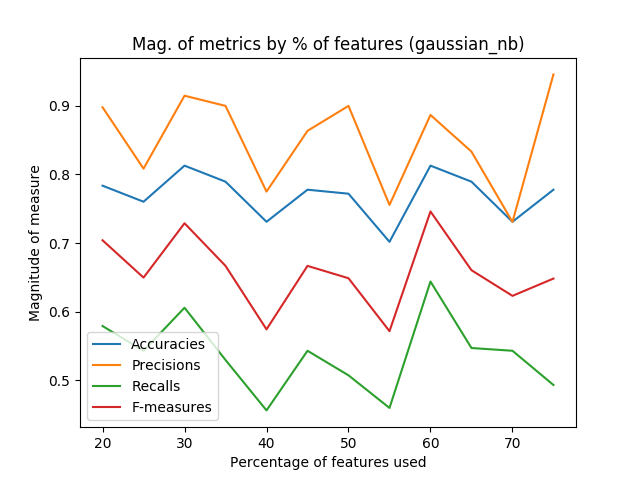 Mag. of metrics by % of features (gaussian_nb)
Magnitude of measure
0.9
0.8
0.7
0.6
0.5
Accuracies
Precisions
Recalls
F-measures
20 30 40 50 60 70
Percentage of features used